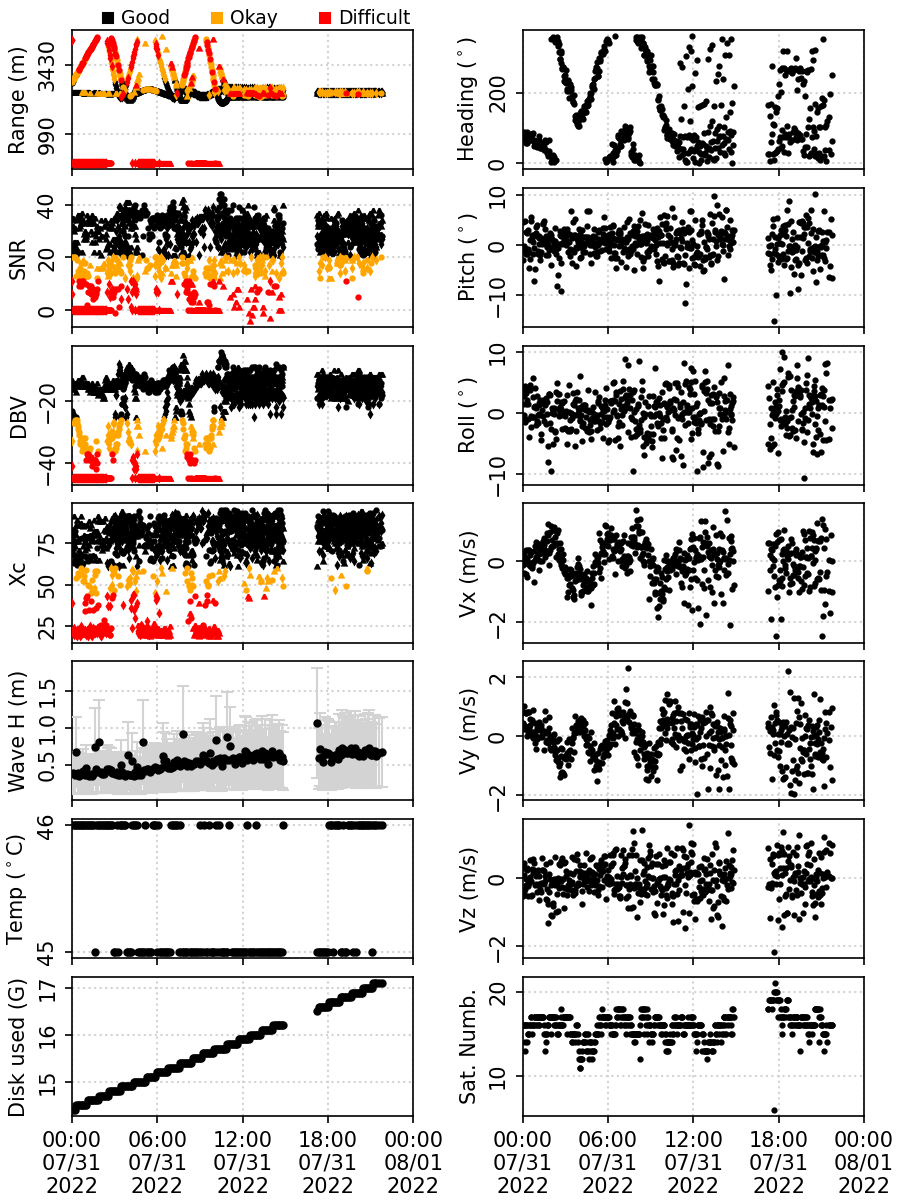 Good Okay Difficult
Range (m)
3430
990
Heading (°)
200
0
SNR
40
20
0
Pitch (°)
10
0
−10
DBV
−20
−40
Roll (°)
10
0
−10
Xc
75
50
25
Vx (m/s)
0
−2
Wave H (m)
1.5
1.0
0.5
Vy (m/s)
2
0
−2
Temp (°C)
46
45
Vz (m/s)
0
−2
Disk used (G)
17
16
15
Sat. Numb.
20
10
00:00 06:00 12:00 18:00 00:00
07/31 07/31 07/31 07/31 08/01
2022 2022 2022 2022 2022
00:00 06:00 12:00 18:00 00:00
07/31 07/31 07/31 07/31 08/01
2022 2022 2022 2022 2022